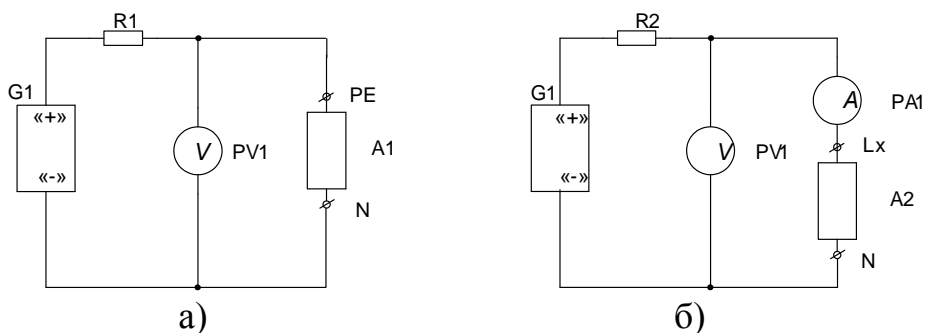 R1
G1
«+»
«-»
V
PV1
PE
A1
N
а)
R2
G1
«+»
«-»
V
PV1
A
PA1
Lx
A2
N
б)